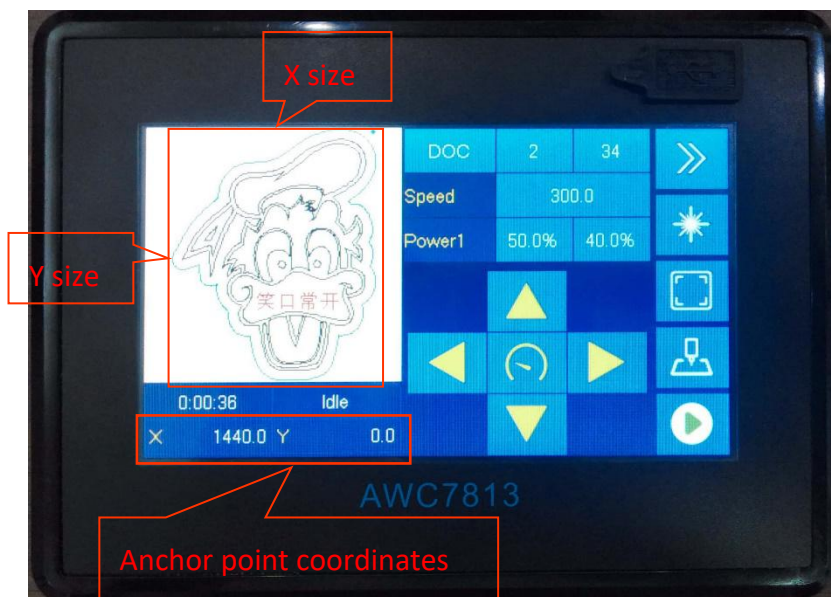 X size
DOC 2 34
Speed 300.0
Power1 50.0% 40.0%
Y size
笑口常开
0:00:36 Idle
X 1440.0 Y 0.0
AWC7813
Anchor point coordinates